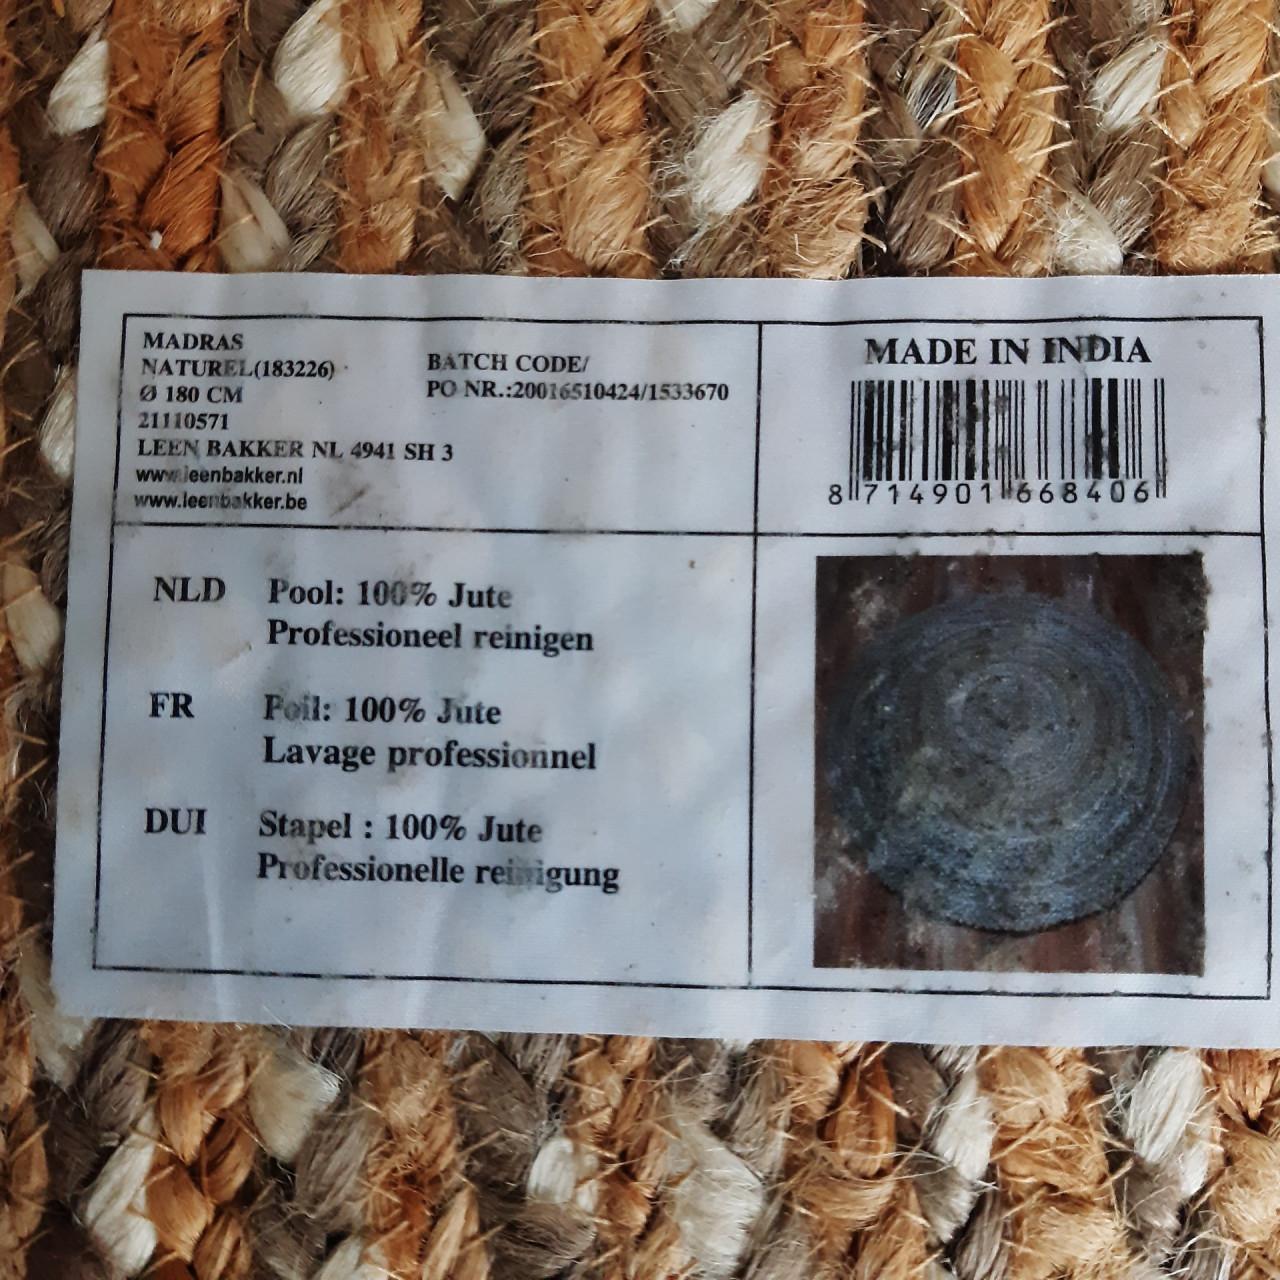 MADRAS
NATUREL(183226)
Ø 180 CM
21110571
LEEN BAKKER NL 4941 SH 3
www.leenbakker.nl
www.leenbakker.be
BATCH CODE/
PO NR.:20016510424/1533670
MADE IN INDIA
8 714901 668406
NLD Pool: 100% Jute
Professioneel reinigen
FR Poil: 100% Jute
Lavage professionnel
DUI Stapel : 100% Jute
Professionelle reinigung